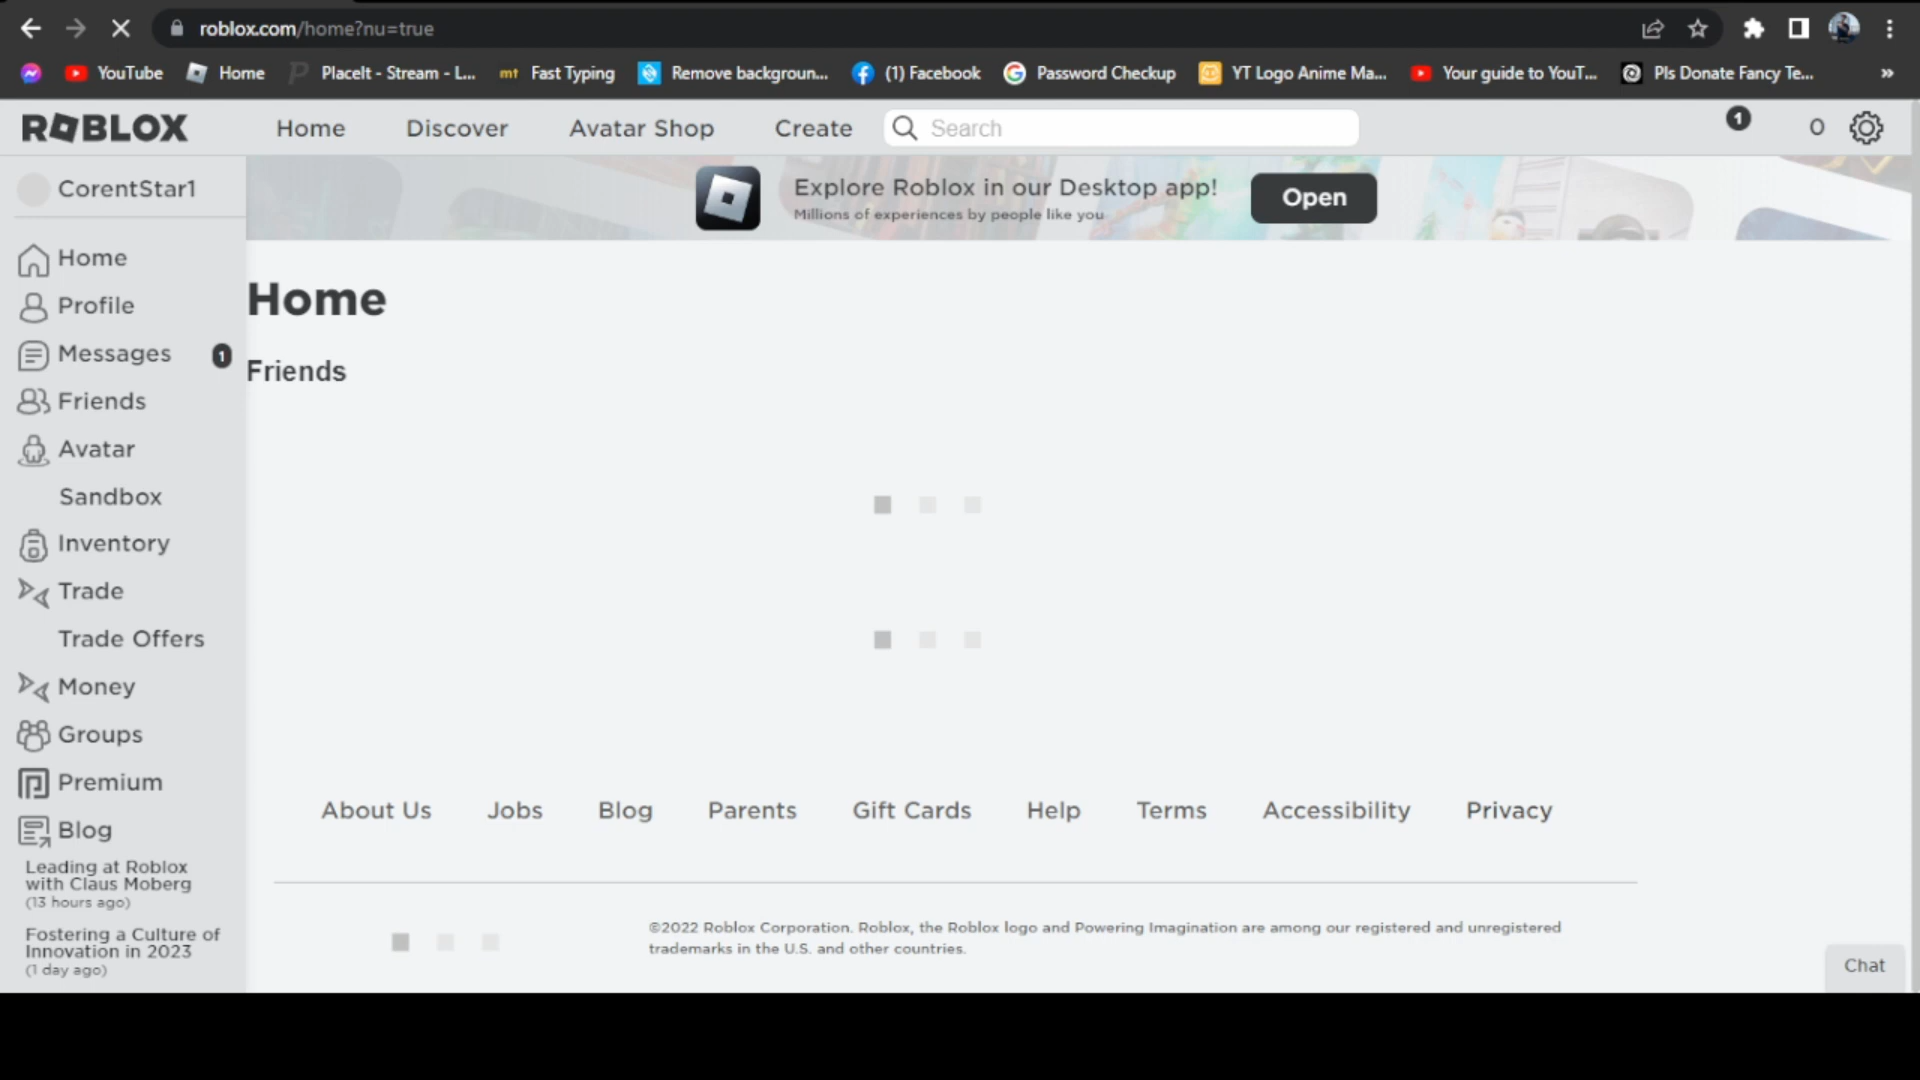 roblox.com/home?nu=true
YouTube Home PlaceIt - Stream - L... mt Fast Typing Remove backgroun... (1) Facebook Password Checkup YT Logo Anime Ma... Your guide to YouT... Pls Donate Fancy Te... »
ROBLOX Home Discover Avatar Shop Create Search 1 0
CorentStar1
Explore Roblox in our Desktop app!
Millions of experiences by people like you
Open
Home
Profile
Messages 1
Friends
Avatar
Sandbox
Inventory
Trade
Trade Offers
Money
Groups
Premium
Blog
Leading at Roblox
with Claus Moberg
(13 hours ago)
Fostering a Culture of
Innovation in 2023
(1 day ago)
Home
Friends
About Us Jobs Blog Parents Gift Cards Help Terms Accessibility Privacy
©2022 Roblox Corporation. Roblox, the Roblox logo and Powering Imagination are among our registered and unregistered
trademarks in the U.S. and other countries.
Chat